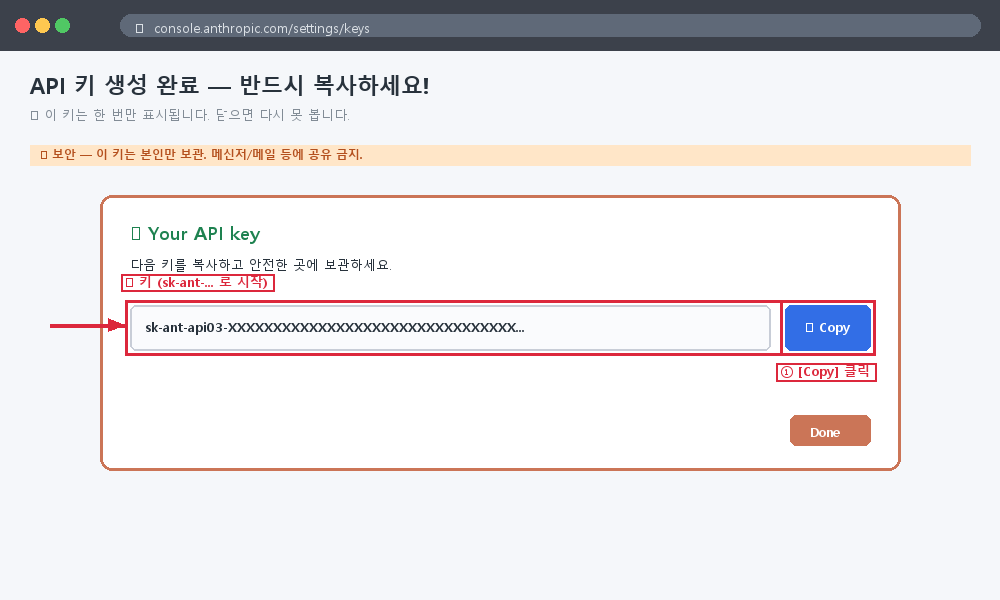 console.anthropic.com/settings/keys
API 키 생성 완료 — 반드시 복사하세요!
이 키는 한 번만 표시됩니다. 닫으면 다시 못 봅니다.
보안 — 이 키는 본인만 보관. 메신저/메일 등에 공유 금지.
Your API key
다음 키를 복사하고 안전한 곳에 보관하세요.
키 (sk-ant-... 로 시작)
sk-ant-api03-XXXXXXXXXXXXXXXXXXXXXXXXXXXXXXXX...
Copy
① [Copy] 클릭
Done